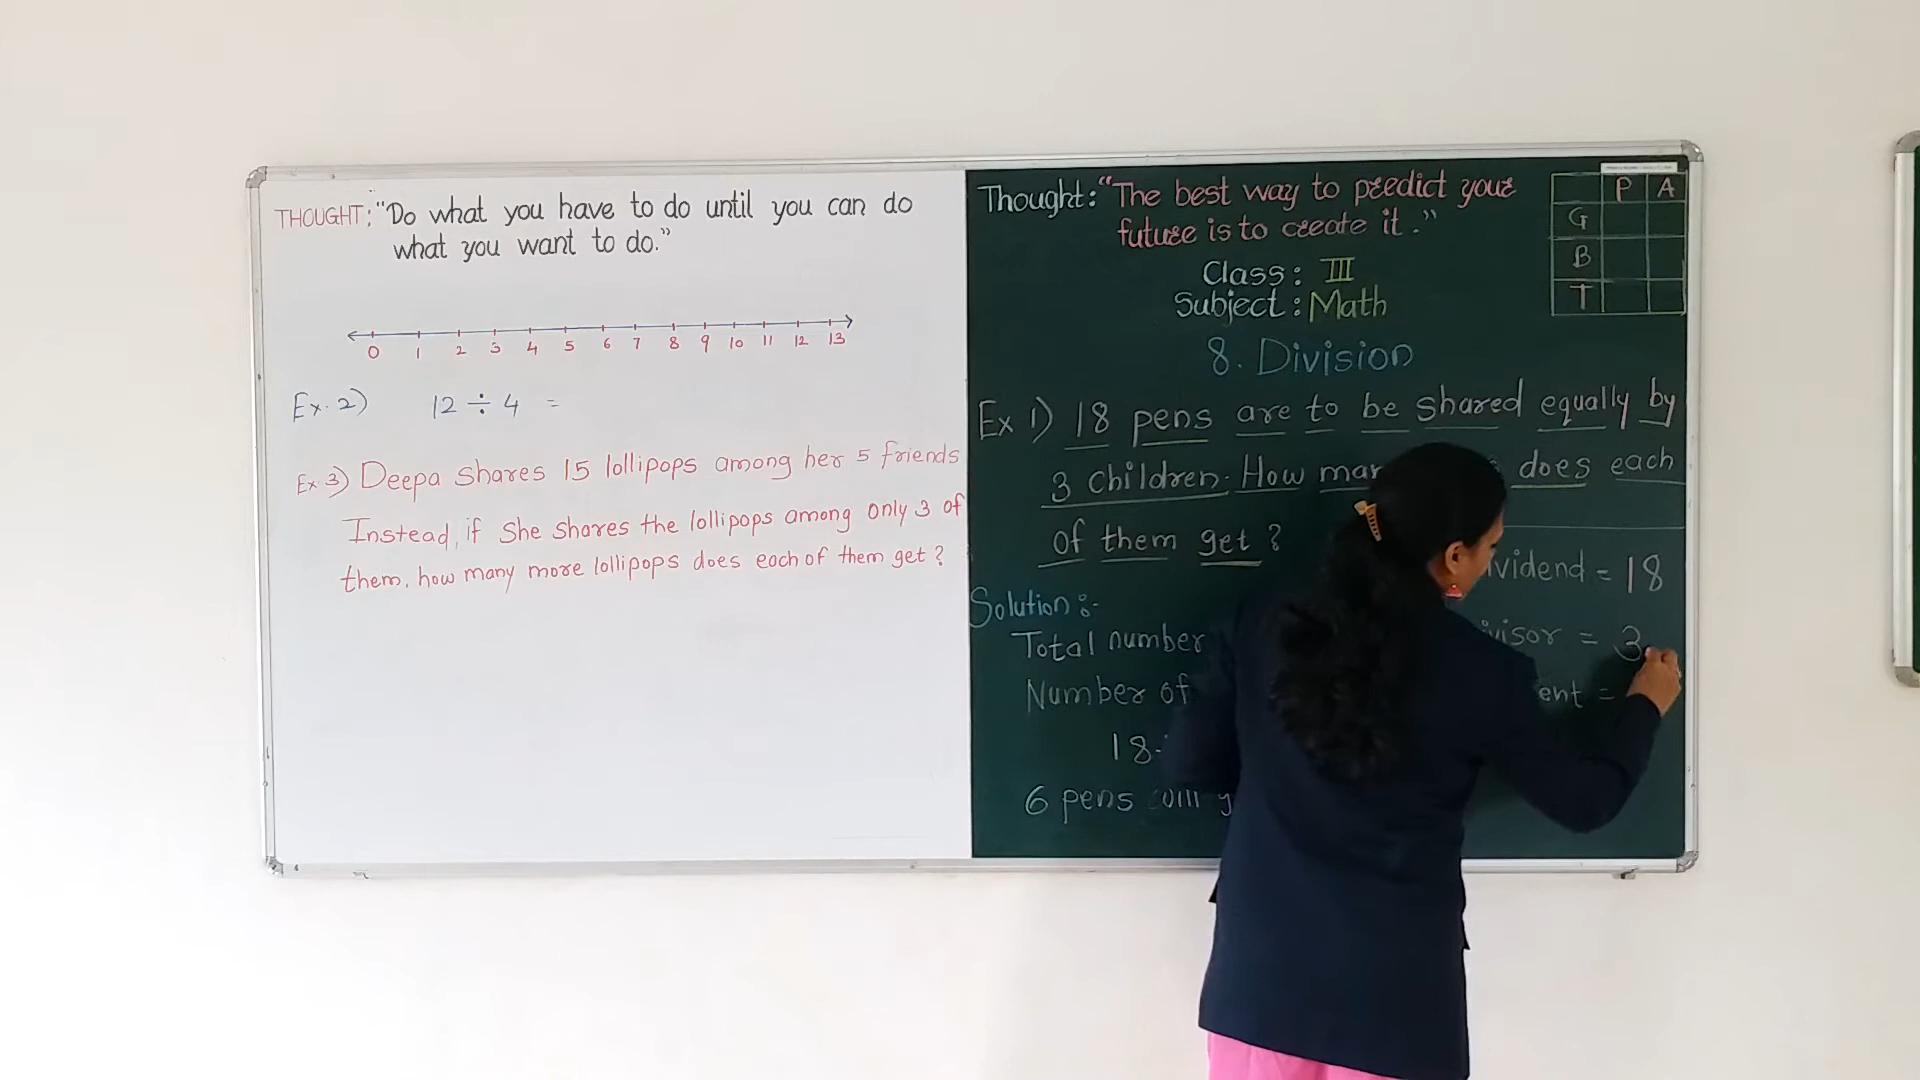 THOUGHT: "Do what you have to do until you can do
what you want to do."
0 1 2 3 4 5 6 7 8 9 10 11 12 13
Ex. 2) 12 ÷ 4 =
Ex 3) Deepa shares 15 lollipops among her 5 friends
Instead, if she shares the lollipops among only 3 of
them. how many more lollipops does each of them get?
Thought: "The best way to predict your
future is to create it."
Class: III
Subject: Math
P A
G
B
T
8. Division
Ex 1) 18 pens are to be shared equally by
3 children. How does each
of them get?
Solution :-
= 18
Total number
= 3
Number of
=
18
6 pens will